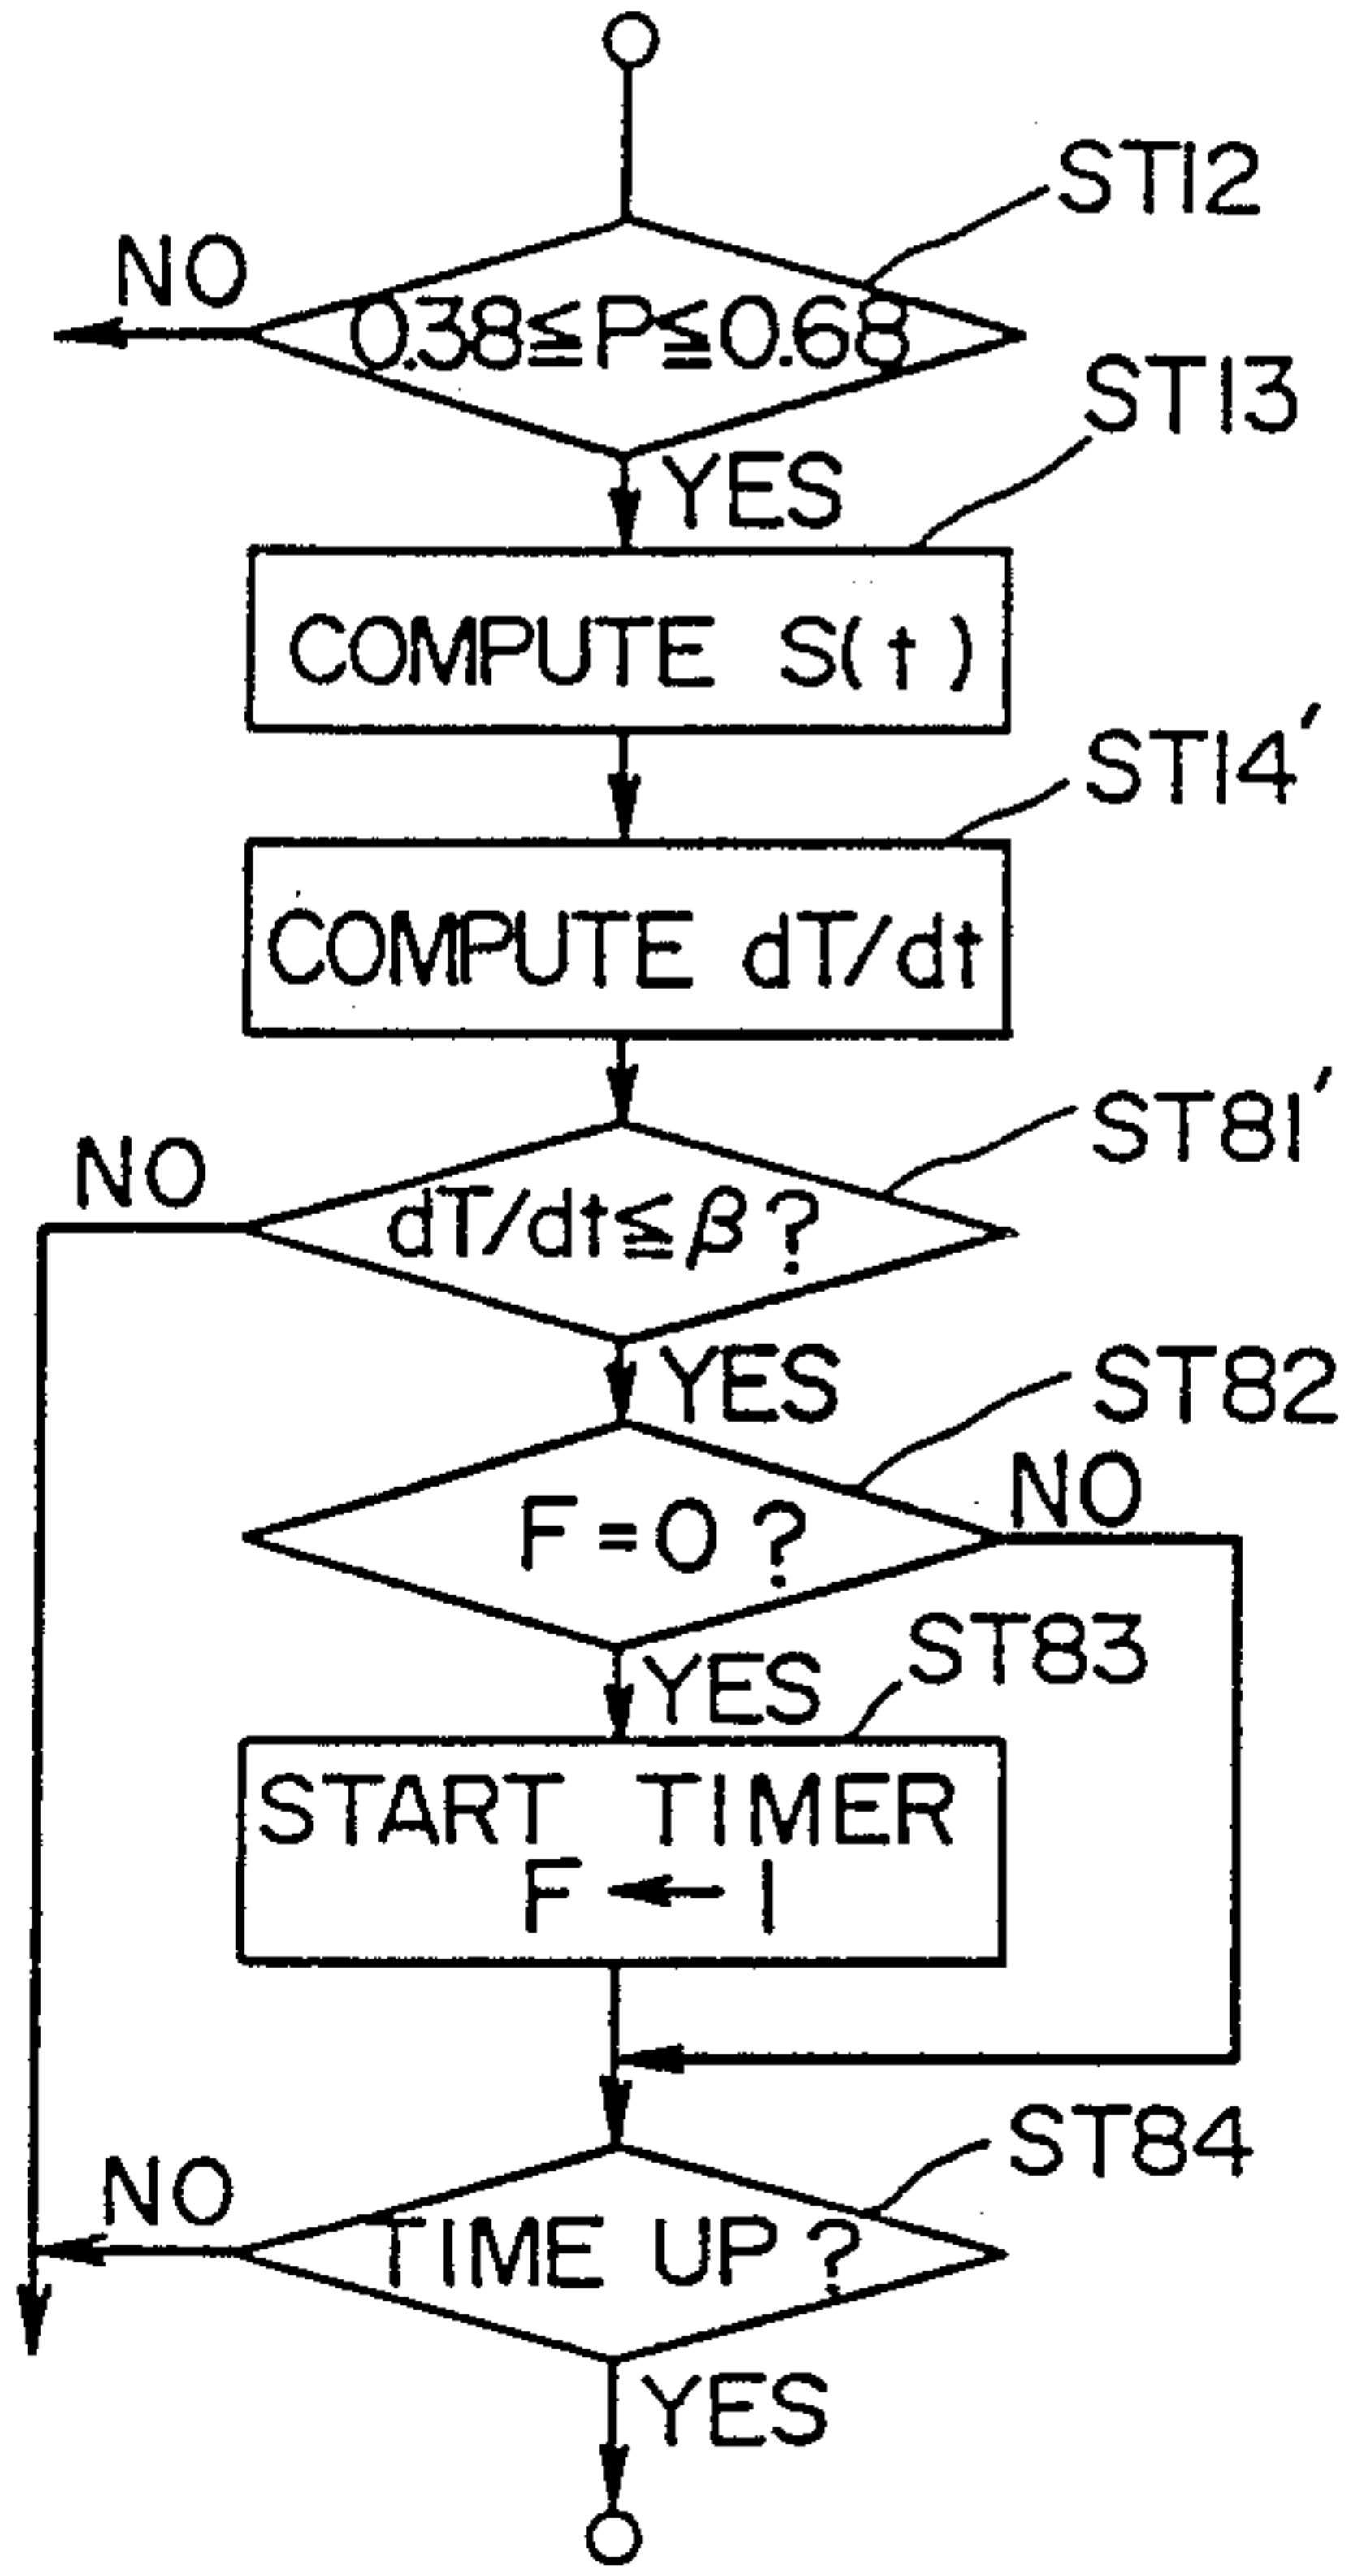 ST12
NO
0.38≦P≦0.68
ST13
YES
COMPUTE S(t)
ST14'
COMPUTE dT/dt
ST81'
NO
dT/dt≦β?
YES
ST82
F=0?
NO
ST83
YES
START TIMER
F ← 1
ST84
NO
TIME UP?
YES